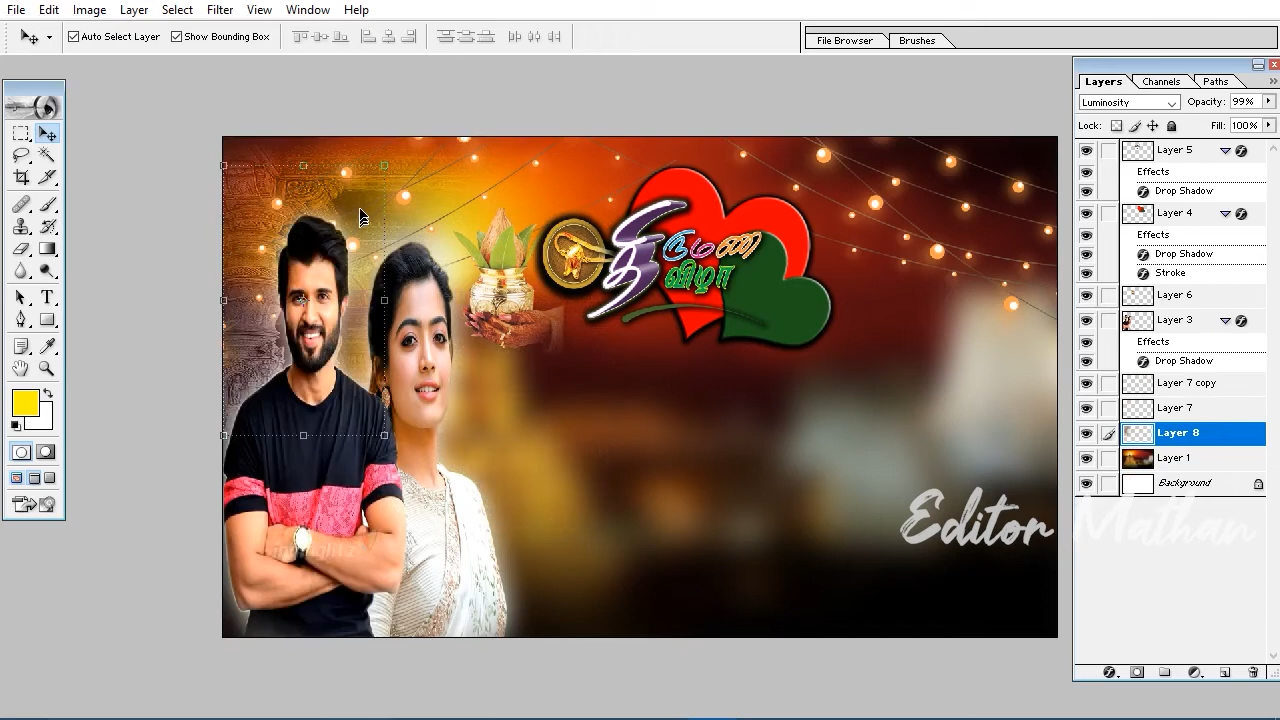 File Edit Image Layer Select Filter View Window Help
Auto Select Layer Show Bounding Box
File Browser Brushes
Layers Channels Paths
Luminosity Opacity: 99%
Lock: Fill: 100%
Layer 5
Effects
Drop Shadow
Layer 4
Effects
Drop Shadow
Stroke
Layer 6
Layer 3
Effects
Drop Shadow
Layer 7 copy
Layer 7
Layer 8
Layer 1
Background
திருமண
விழா
Editor Mathan